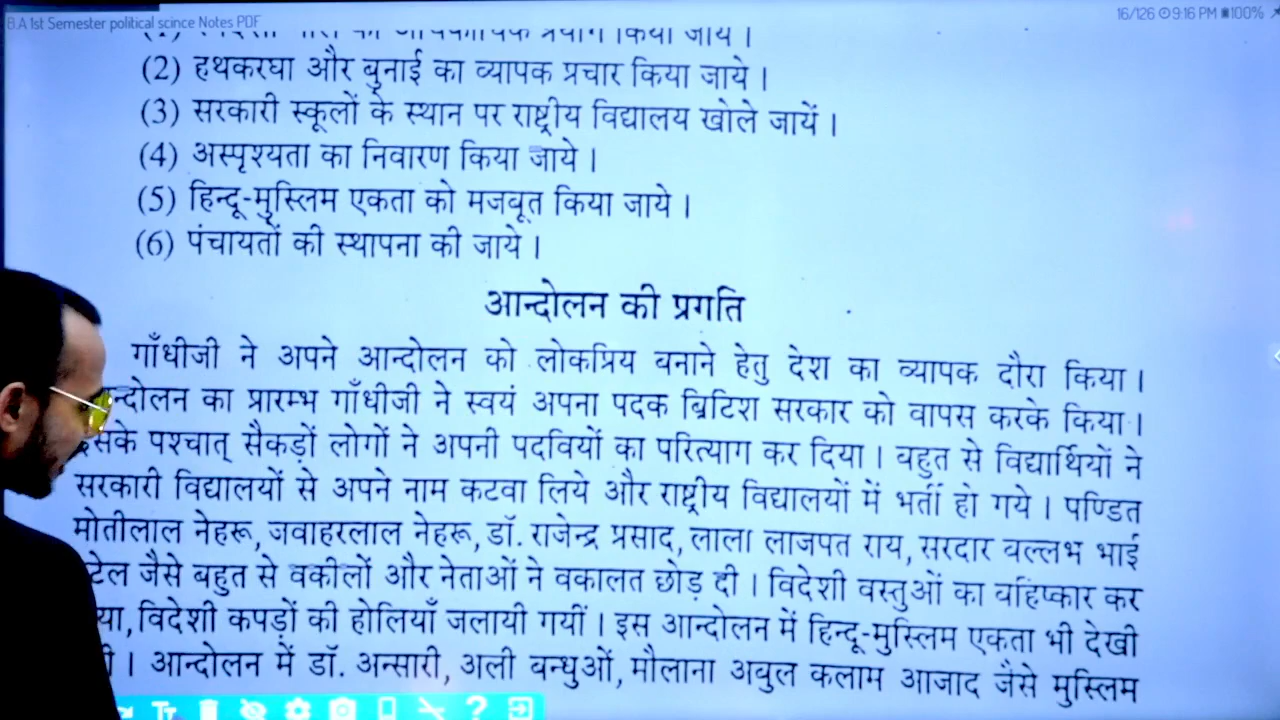 B.A 1st Semester political scince Notes PDF
16/126 9:16 PM 100%
(2) हथकरघा और बुनाई का व्यापक प्रचार किया जाये ।
(3) सरकारी स्कूलों के स्थान पर राष्ट्रीय विद्यालय खोले जायें ।
(4) अस्पृश्यता का निवारण किया जाये ।
(5) हिन्दू-मुस्लिम एकता को मजबूत किया जाये ।
(6) पंचायतों की स्थापना की जाये ।
आन्दोलन की प्रगति
गाँधीजी ने अपने आन्दोलन को लोकप्रिय बनाने हेतु देश का व्यापक दौरा किया ।
न्दोलन का प्रारम्भ गाँधीजी ने स्वयं अपना पदक ब्रिटिश सरकार को वापस करके किया ।
इसके पश्चात् सैकड़ों लोगों ने अपनी पदवियों का परित्याग कर दिया । बहुत से विद्यार्थियों ने
सरकारी विद्यालयों से अपने नाम कटवा लिये और राष्ट्रीय विद्यालयों में भर्ती हो गये । पण्डित
मोतीलाल नेहरू, जवाहरलाल नेहरू, डॉ. राजेन्द्र प्रसाद, लाला लाजपत राय, सरदार वल्लभ भाई
टेल जैसे बहुत से वकीलों और नेताओं ने वकालत छोड़ दी । विदेशी वस्तुओं का बहिष्कार कर
या, विदेशी कपड़ों की होलियाँ जलायी गयीं । इस आन्दोलन में हिन्दू-मुस्लिम एकता भी देखी
। आन्दोलन में डॉ. अन्सारी, अली बन्धुओं, मौलाना अबुल कलाम आजाद जैसे मुस्लिम